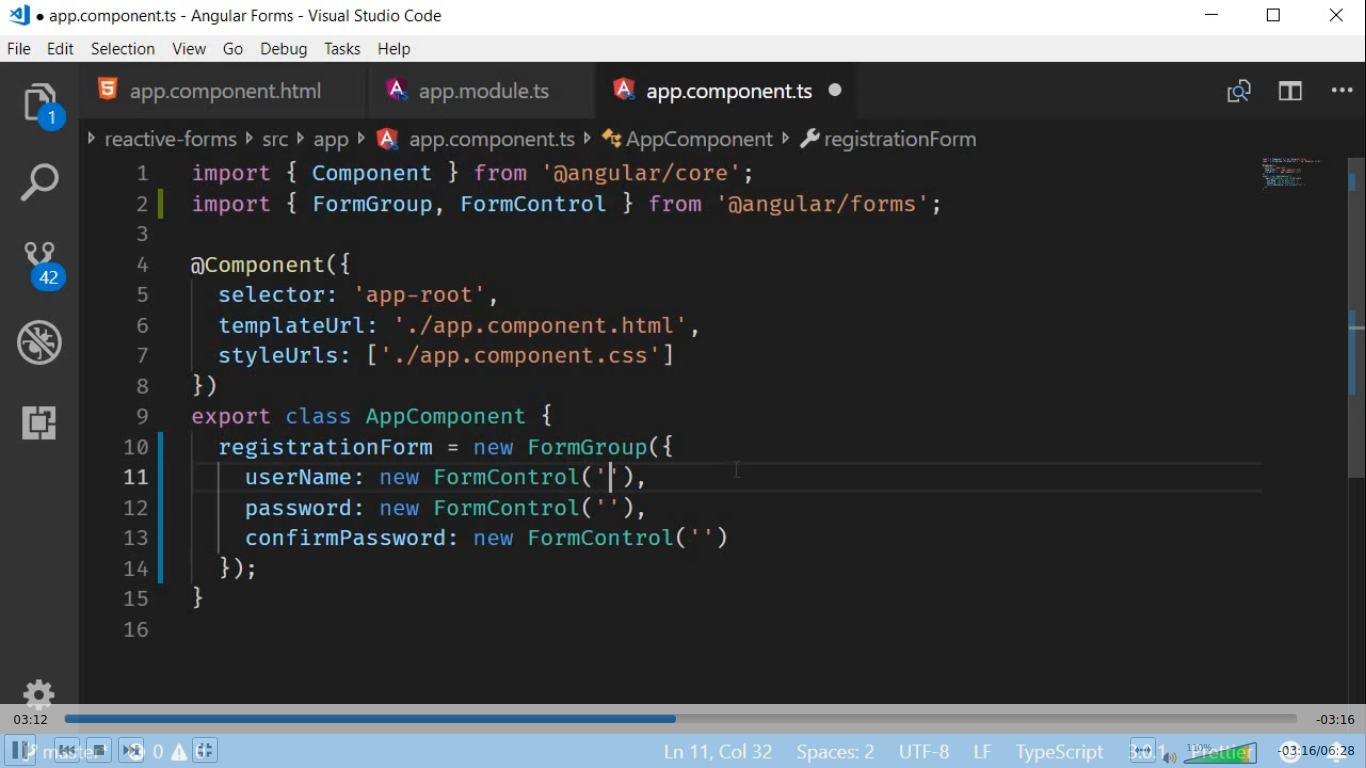 ● app.component.ts - Angular Forms - Visual Studio Code
File Edit Selection View Go Debug Tasks Help
app.component.html app.module.ts app.component.ts
1
reactive-forms src app app.component.ts AppComponent registrationForm
1 import { Component } from '@angular/core';
2 import { FormGroup, FormControl } from '@angular/forms';
3
4 @Component({
5 selector: 'app-root',
6 templateUrl: './app.component.html',
7 styleUrls: ['./app.component.css']
8 })
9 export class AppComponent {
10 registrationForm = new FormGroup({
11 userName: new FormControl(''),
12 password: new FormControl(''),
13 confirmPassword: new FormControl('')
14 });
15 }
16
42
03:12 -03:16
master* 0 Ln 11, Col 32 Spaces: 2 UTF-8 LF TypeScript 3.0.1 110% Prettier -03:16/06:28